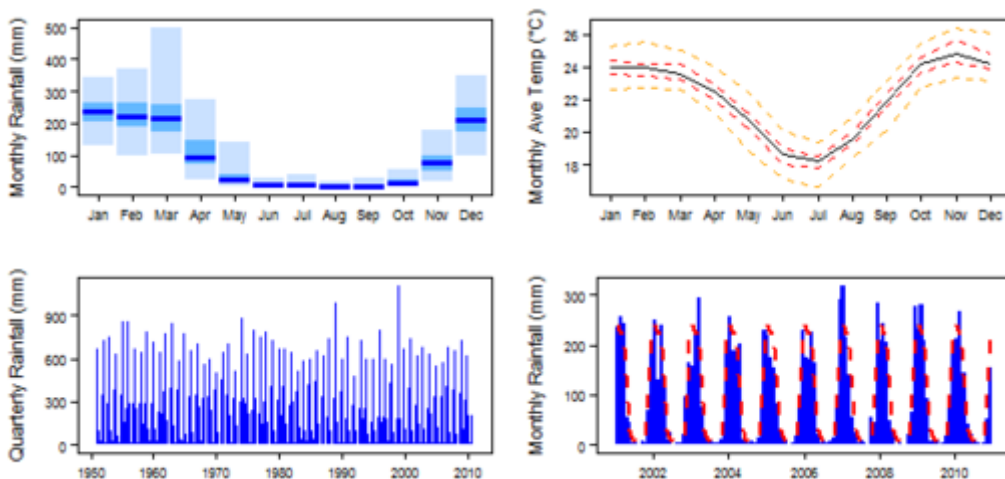 Monthly Rainfall (mm)
500
400
300
200
100
0
Jan Feb Mar Apr May Jun Jul Aug Sep Oct Nov Dec
Monthly Ave Temp (°C)
26
24
22
20
18
Jan Feb Mar Apr May Jun Jul Aug Sep Oct Nov Dec
Quarterly Rainfall (mm)
900
600
300
0
1950 1960 1970 1980 1990 2000 2010
Monthly Rainfall (mm)
300
200
100
0
2002 2004 2006 2008 2010